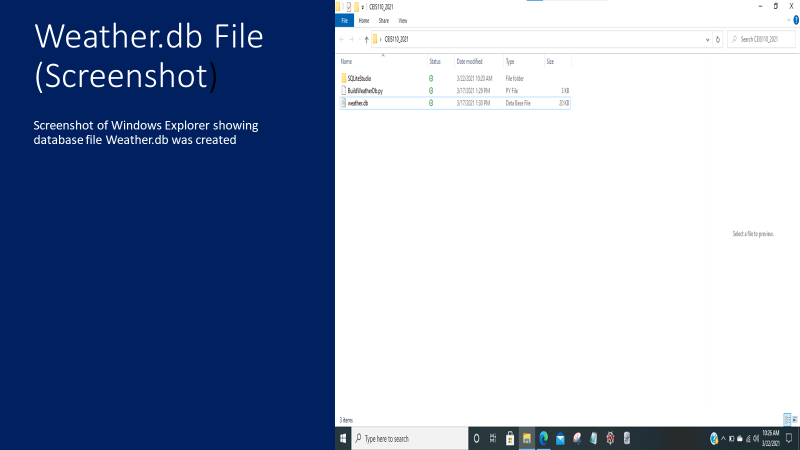 Weather.db File
(Screenshot)
Screenshot of Windows Explorer showing
database file Weather.db was created
CEIS110_2021
File Home Share View
CEIS110_2021
Search CEIS110_2021
Name Status Date modified Type Size
SQLiteStudio 3/22/2021 10:20 AM File folder
BuildWeatherDb.py 3/17/2021 1:29 PM PY File 3 KB
weather.db 3/17/2021 1:30 PM Data Base File 20 KB
Select a file to preview.
3 items
Type here to search
10:26 AM
3/22/2021